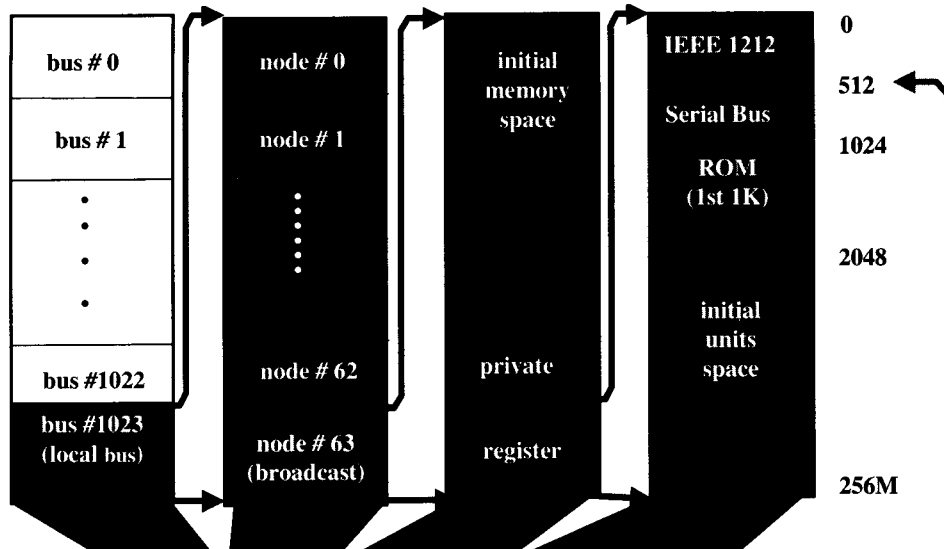 bus # 0
bus # 1
bus #1022
bus #1023
(local bus)
node # 0
node # 1
node # 62
node # 63
(broadcast)
initial
memory
space
private
register
IEEE 1212
Serial Bus
ROM
(1st 1K)
initial
units
space
0
512
1024
2048
256M